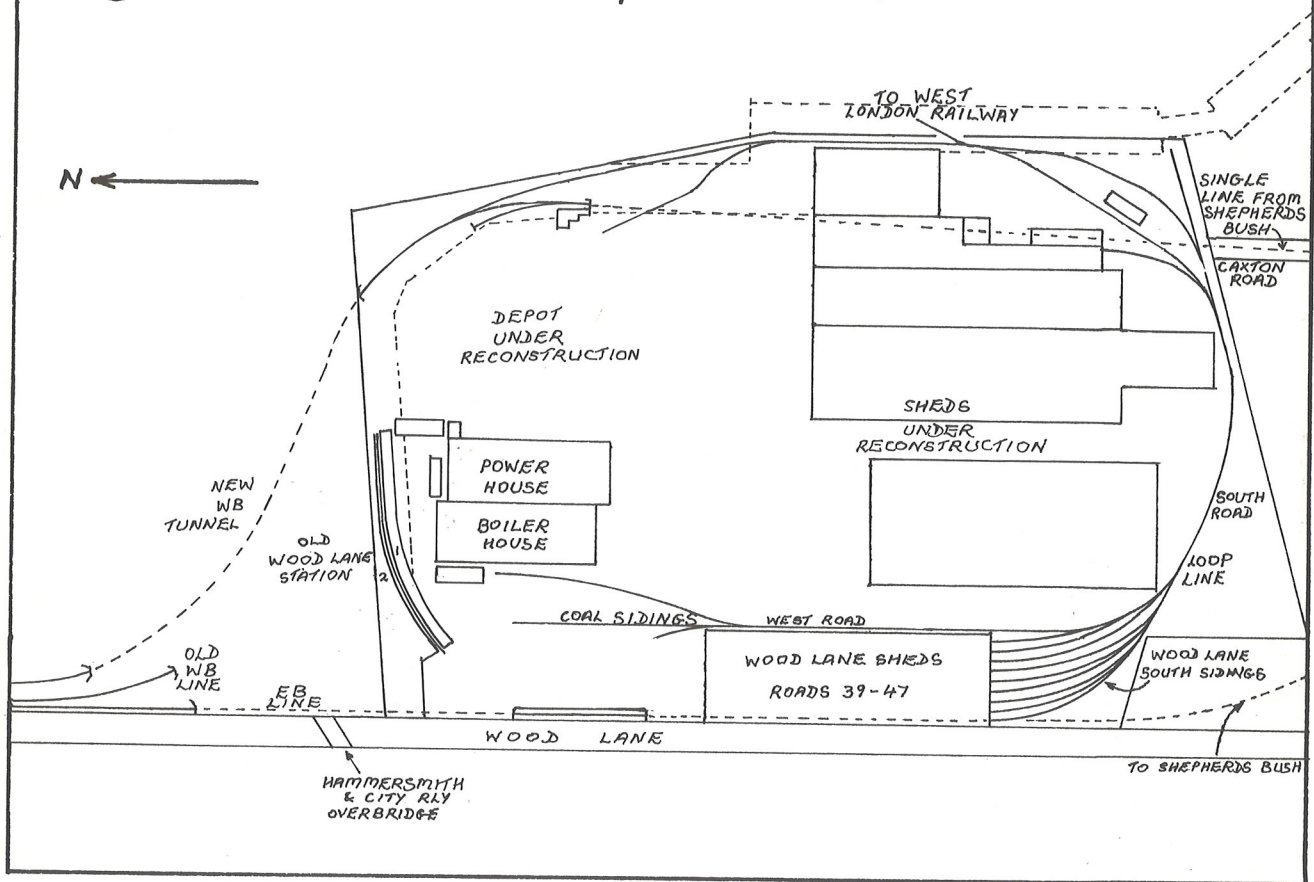 TO WEST
LONDON RAILWAY
N
SINGLE
LINE FROM
SHEPHERDS
BUSH
CAXTON
ROAD
DEPOT
UNDER
RECONSTRUCTION
SHEDS
UNDER
RECONSTRUCTION
POWER
HOUSE
BOILER
HOUSE
NEW
WB
TUNNEL
OLD
WOOD LANE
STATION
1
2
SOUTH
ROAD
LOOP
LINE
COAL SIDINGS
WEST ROAD
WOOD LANE SHEDS
ROADS 39-47
WOOD LANE
SOUTH SIDINGS
OLD
WB
LINE
EB
LINE
WOOD LANE
TO SHEPHERDS BUSH
HAMMERSMITH
& CITY RLY
OVERBRIDGE